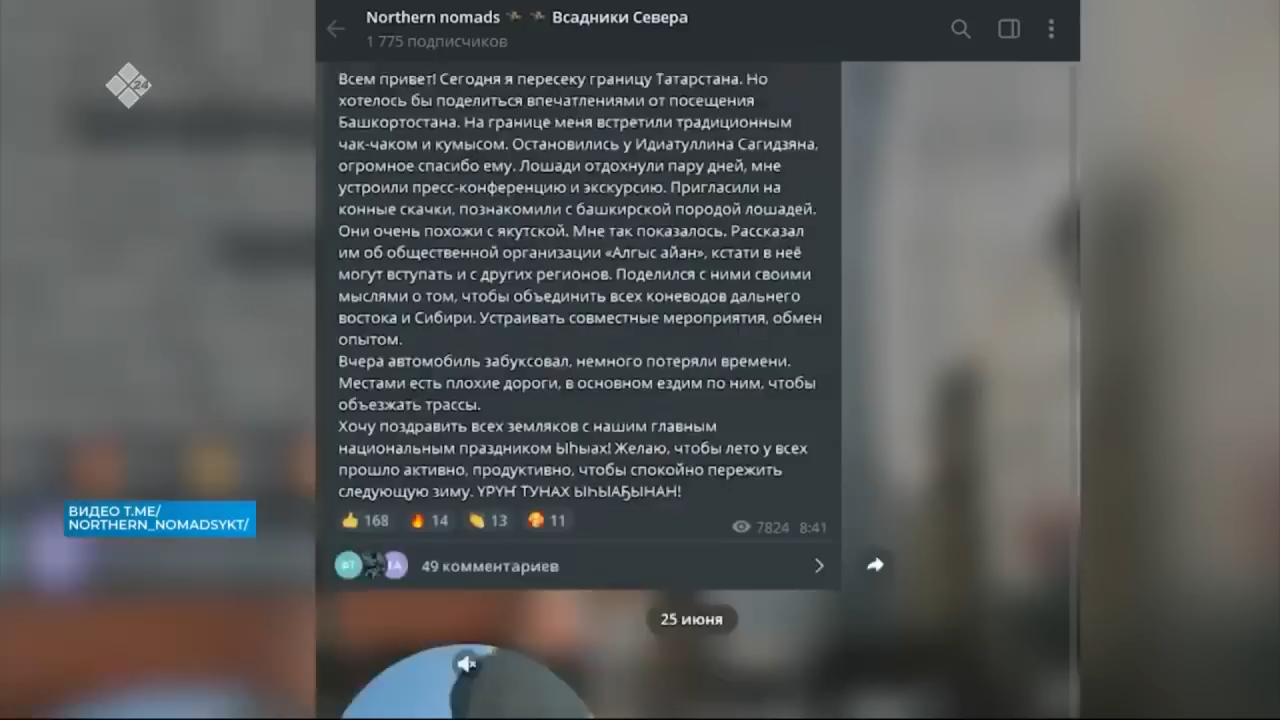 Northern nomads 🐎 🐎 Всадники Севера
1 775 подписчиков
24
Всем привет! Сегодня я пересеку границу Татарстана. Но
хотелось бы поделиться впечатлениями от посещения
Башкортостана. На границе меня встретили традиционным
чак-чаком и кумысом. Остановились у Идиатуллина Сагидзяна,
огромное спасибо ему. Лошади отдохнули пару дней, мне
устроили пресс-конференцию и экскурсию. Пригласили на
конные скачки, познакомили с башкирской породой лошадей.
Они очень похожи с якутской. Мне так показалось. Рассказал
им об общественной организации «Алгыс айан», кстати в неё
могут вступать и с других регионов. Поделился с ними своими
мыслями о том, чтобы объединить всех коневодов дальнего
востока и Сибири. Устраивать совместные мероприятия, обмен
опытом.
Вчера автомобиль забуксовал, немного потеряли времени.
Местами есть плохие дороги, в основном ездим по ним, чтобы
объезжать трассы.
Хочу поздравить всех земляков с нашим главным
национальным праздником Ыһыах! Желаю, чтобы лето у всех
прошло активно, продуктивно, чтобы спокойно пережить
следующую зиму. ҮРҮҤ ТУНАХ ЫҺЫАҔЫНАН!
👍 168 🔥 14 👏 13 🥰 11
7824 8:41
49 комментариев
25 июня
ВИДЕО T.ME/
NORTHERN_NOMADSYKT/